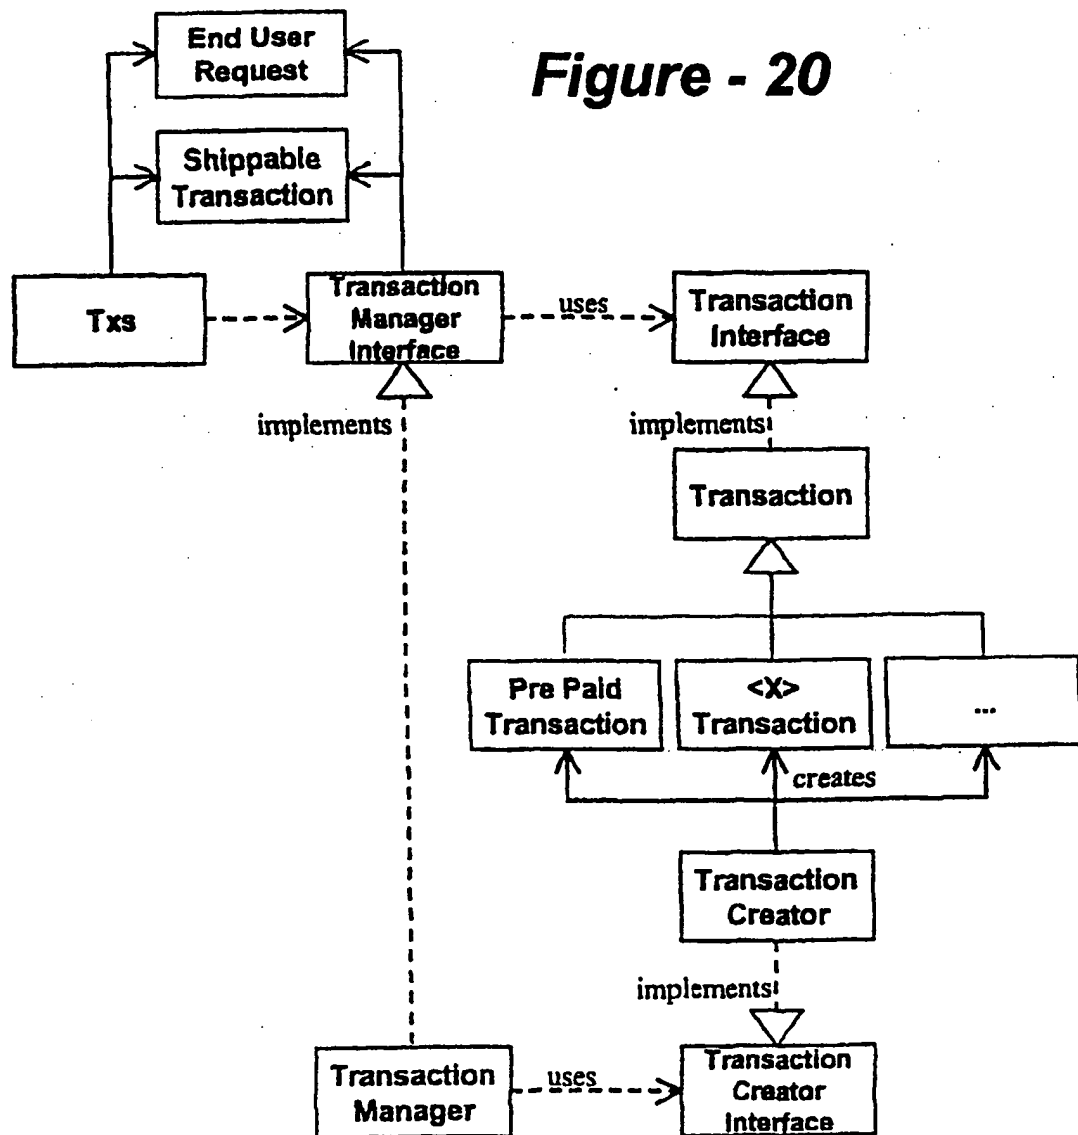 End User
Request
Figure - 20
Shippable
Transaction
Txs
Transaction
Manager
Interface
uses
Transaction
Interface
implements
implements
Transaction
Pre Paid
Transaction
<X>
Transaction
...
creates
Transaction
Creator
implements
Transaction
Manager
uses
Transaction
Creator
Interface